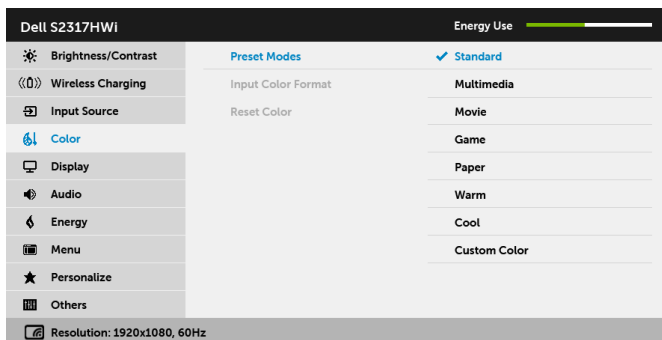 Dell S2317HWi Energy Use
Brightness/Contrast Preset Modes Standard
Wireless Charging Input Color Format Multimedia
Input Source Reset Color Movie
Color Game
Display Paper
Audio Warm
Energy Cool
Menu Custom Color
Personalize
Others
Resolution: 1920x1080, 60Hz